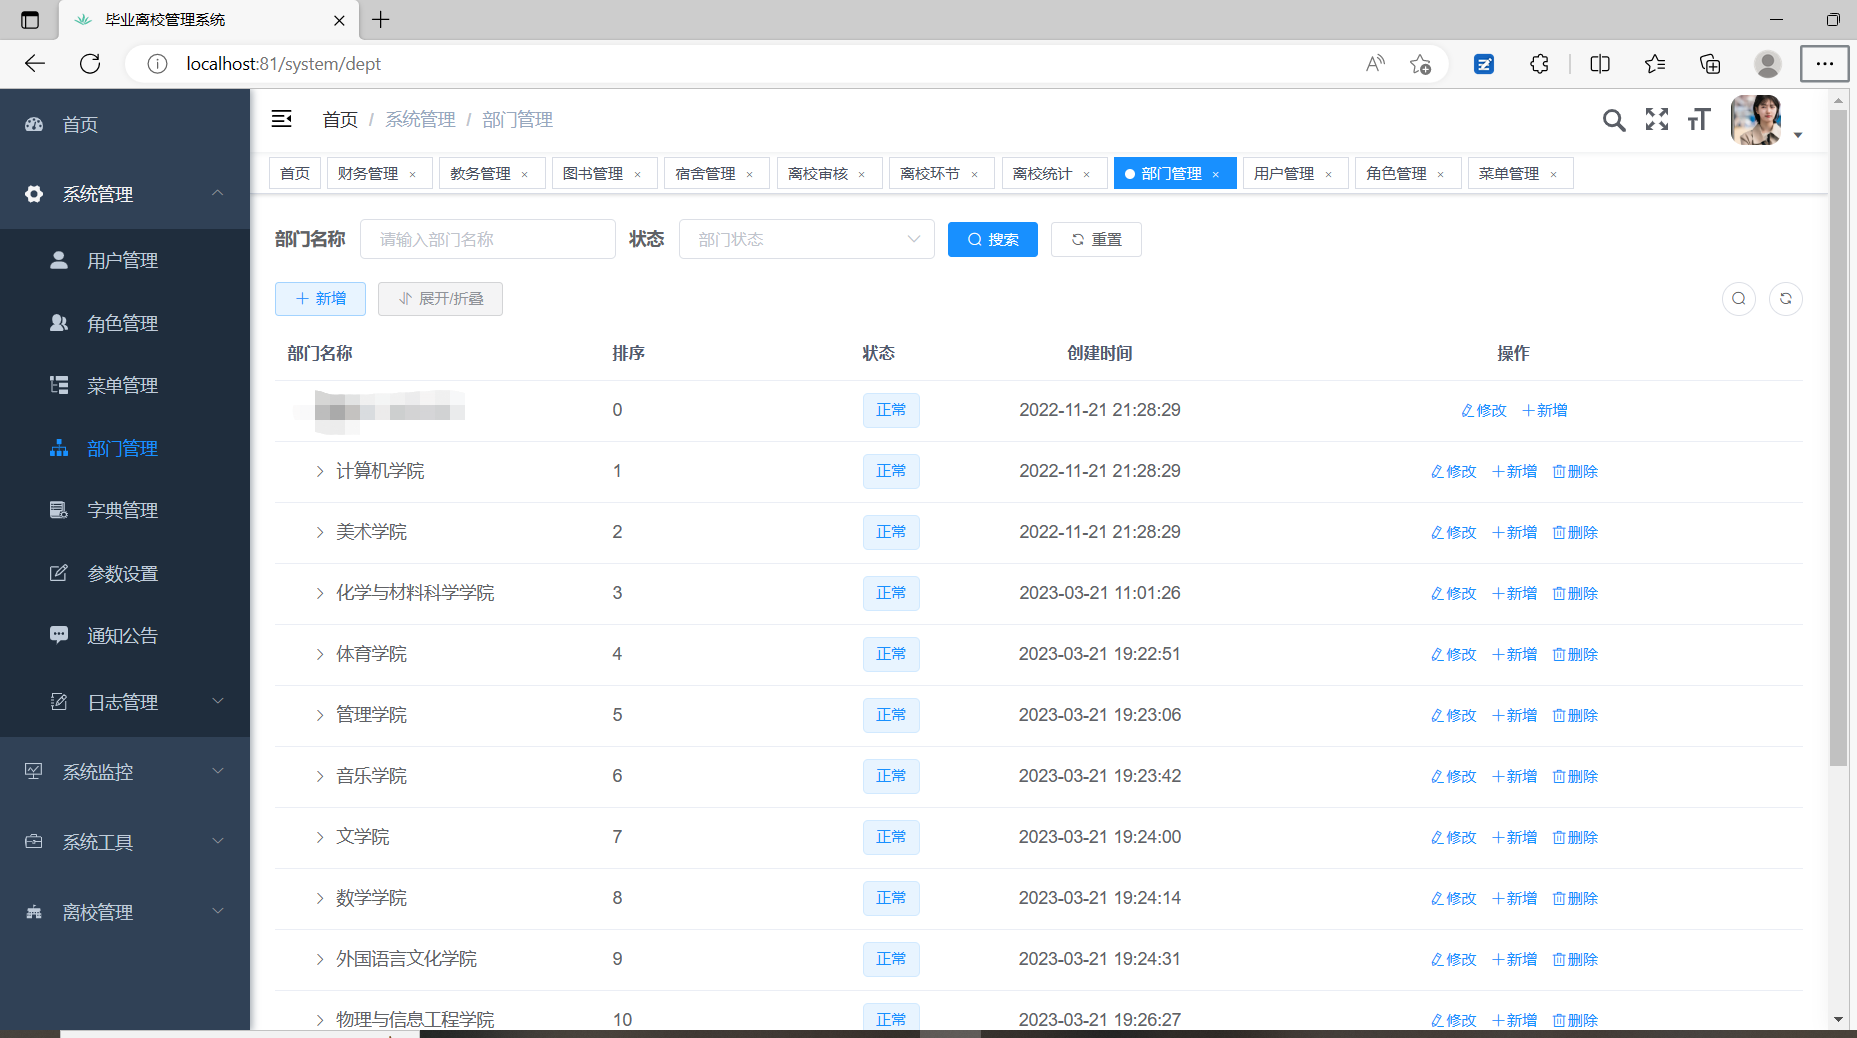 毕业离校管理系统
localhost:81/system/dept
首页
系统管理
用户管理
角色管理
菜单管理
部门管理
字典管理
参数设置
通知公告
日志管理
系统监控
系统工具
离校管理
首页 / 系统管理 / 部门管理
首页 财务管理 × 教务管理 × 图书管理 × 宿舍管理 × 离校审核 × 离校环节 × 离校统计 × 部门管理 × 用户管理 × 角色管理 × 菜单管理 ×
部门名称 请输入部门名称 状态 部门状态 搜索 重置
新增 展开/折叠
部门名称 排序 状态 创建时间 操作
0 正常 2022-11-21 21:28:29 修改 新增
计算机学院 1 正常 2022-11-21 21:28:29 修改 新增 删除
美术学院 2 正常 2022-11-21 21:28:29 修改 新增 删除
化学与材料科学学院 3 正常 2023-03-21 11:01:26 修改 新增 删除
体育学院 4 正常 2023-03-21 19:22:51 修改 新增 删除
管理学院 5 正常 2023-03-21 19:23:06 修改 新增 删除
音乐学院 6 正常 2023-03-21 19:23:42 修改 新增 删除
文学院 7 正常 2023-03-21 19:24:00 修改 新增 删除
数学学院 8 正常 2023-03-21 19:24:14 修改 新增 删除
外国语言文化学院 9 正常 2023-03-21 19:24:31 修改 新增 删除
物理与信息工程学院 10 正常 2023-03-21 19:26:27 修改 新增 删除